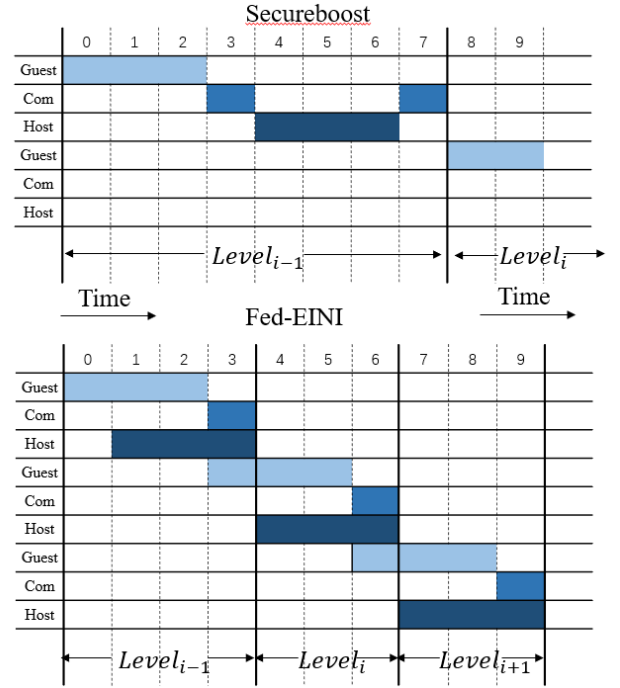 Secureboost
0 1 2 3 4 5 6 7 8 9
Guest
Com
Host
Guest
Com
Host
Level_{i-1} Level_i
Time Time
Fed-EINI
0 1 2 3 4 5 6 7 8 9
Guest
Com
Host
Guest
Com
Host
Guest
Com
Host
Level_{i-1} Level_i Level_{i+1}